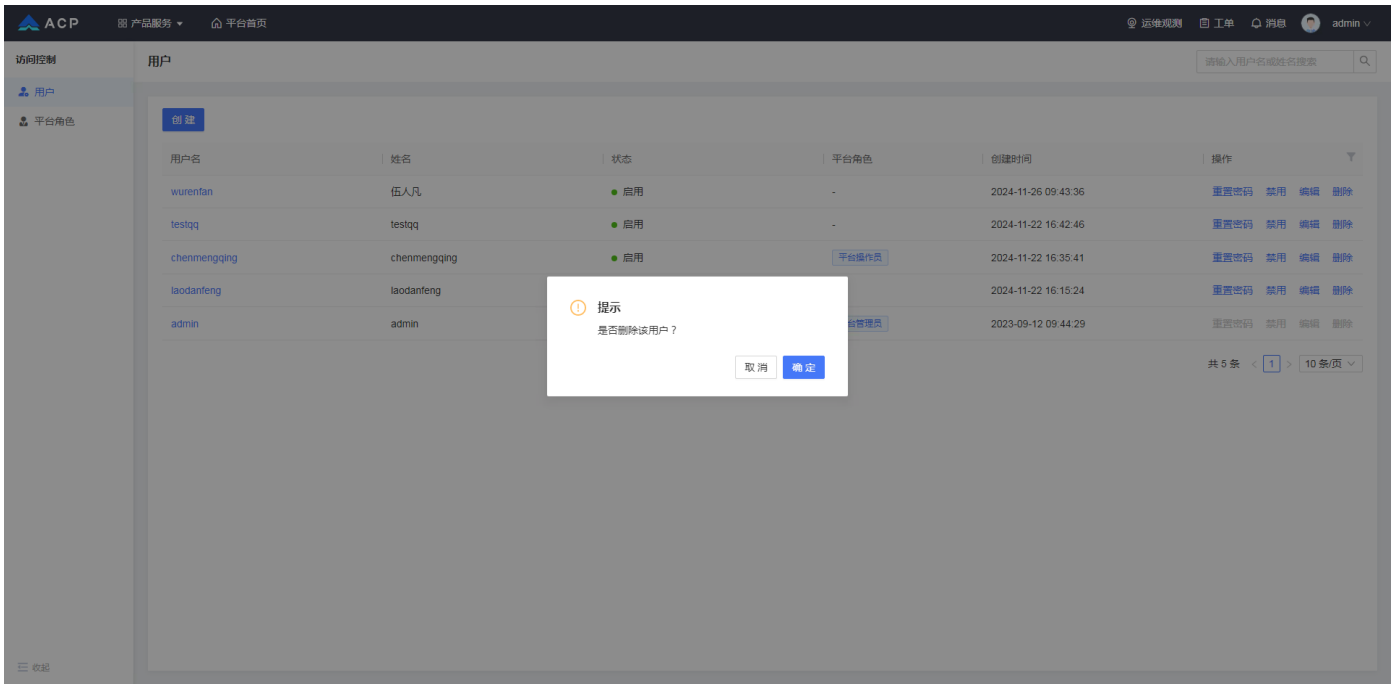 ACP 产品服务 平台首页 运维观测 工单 消息 admin
访问控制 用户 请输入用户名或姓名搜索
用户
平台角色
创建
用户名 姓名 状态 平台角色 创建时间 操作
wurenfan 伍人凡 启用 - 2024-11-26 09:43:36 重置密码 禁用 编辑 删除
testqq testqq 启用 - 2024-11-22 16:42:46 重置密码 禁用 编辑 删除
chenmengqing chenmengqing 启用 平台操作员 2024-11-22 16:35:41 重置密码 禁用 编辑 删除
laodanfeng laodanfeng 2024-11-22 16:15:24 重置密码 禁用 编辑 删除
admin admin 台管理员 2023-09-12 09:44:29 重置密码 禁用 编辑 删除
提示
是否删除该用户？
取消 确定
共 5 条 < 1 > 10 条/页
收起